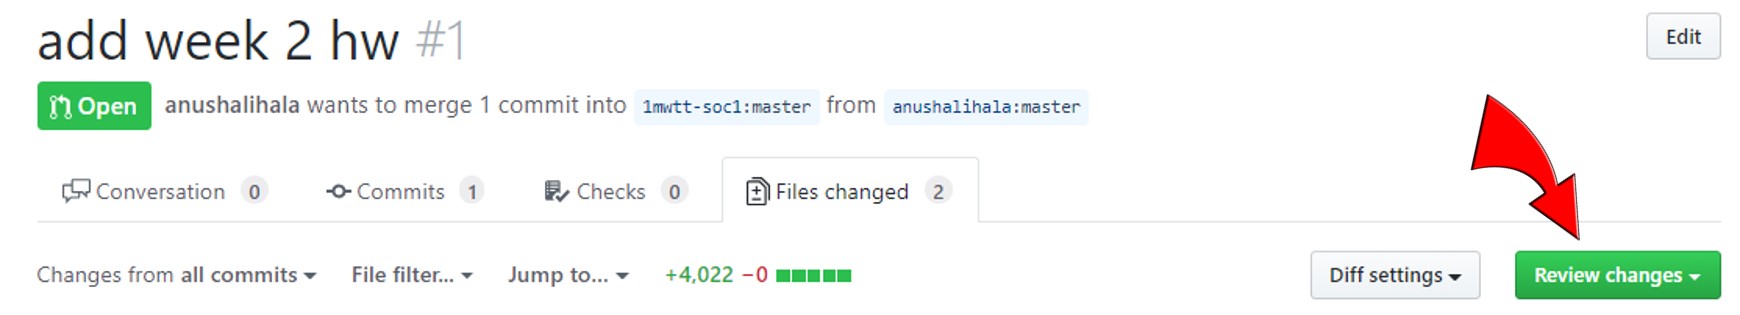 add week 2 hw #1
Edit
Open anushalihala wants to merge 1 commit into 1mwtt-soc1:master from anushalihala:master
Conversation 0 Commits 1 Checks 0 Files changed 2
Changes from all commits File filter... Jump to... +4,022 −0 Diff settings Review changes